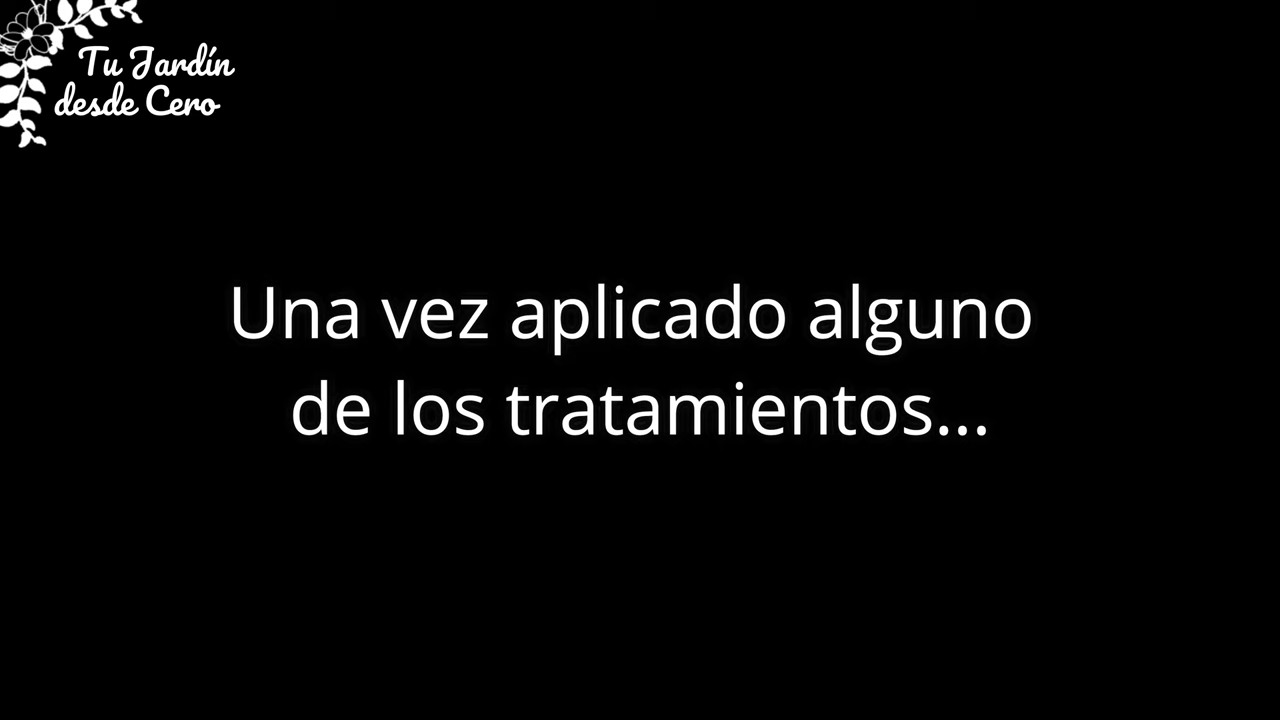 Tu Jardín
desde Cero
Una vez aplicado alguno
de los tratamientos...